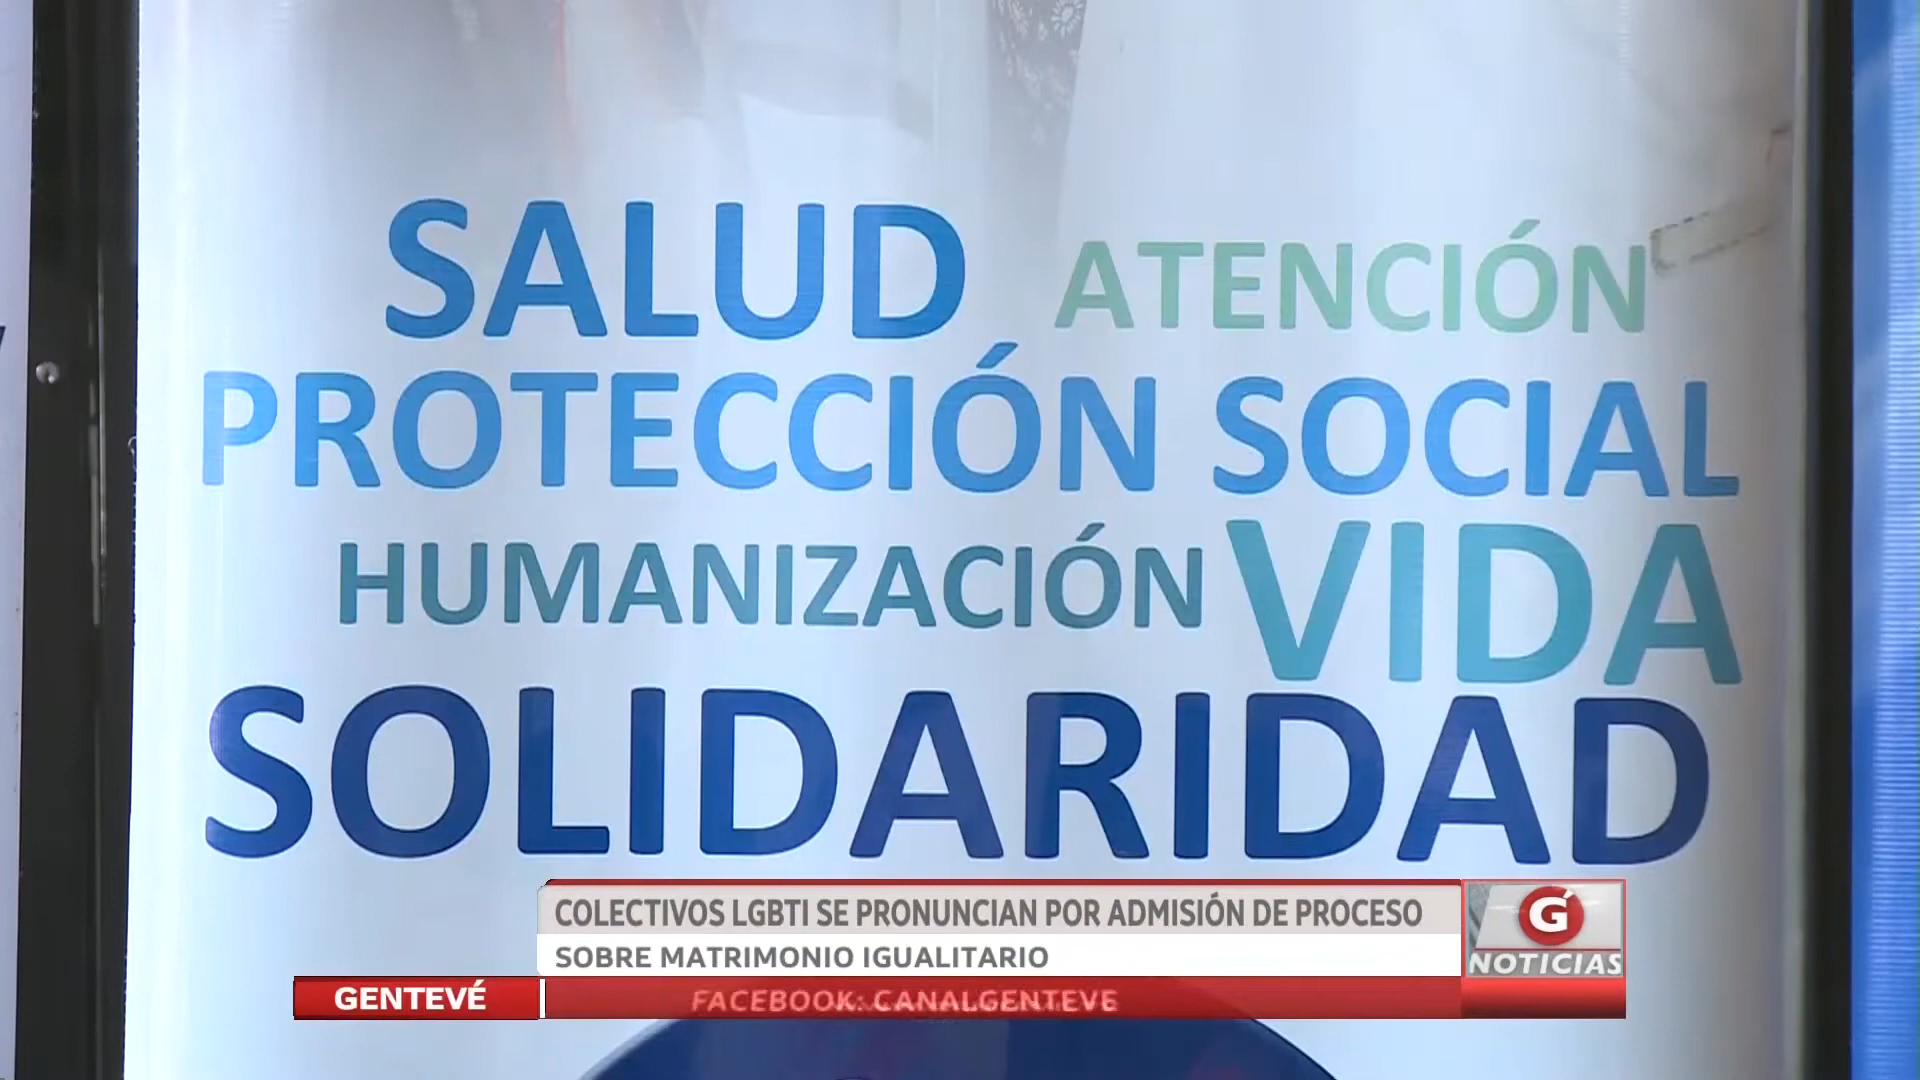 SALUD ATENCIÓN
PROTECCIÓN SOCIAL
HUMANIZACIÓN VIDA
SOLIDARIDAD
COLECTIVOS LGBTI SE PRONUNCIAN POR ADMISIÓN DE PROCESO
SOBRE MATRIMONIO IGUALITARIO
G NOTICIAS
GENTEVÉ
FACEBOOK: CANALGENTEVE